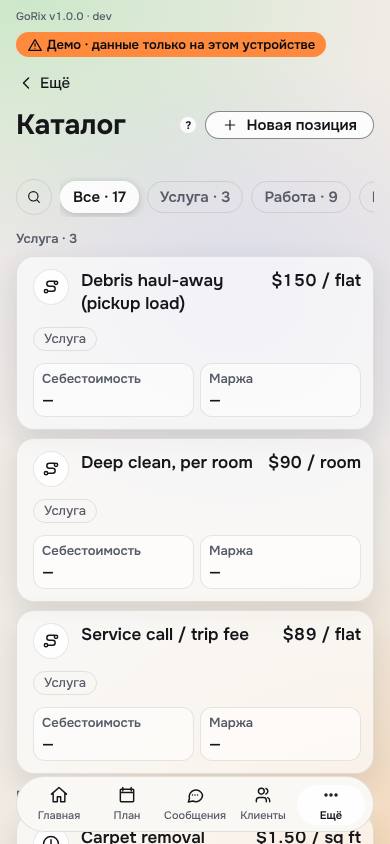 GoRix v1.0.0 · dev
Демо · данные только на этом устройстве
Ещё
Каталог
? + Новая позиция
Все · 17 Услуга · 3 Работа · 9
Услуга · 3
Debris haul-away $150 / flat
(pickup load)
Услуга
Себестоимость Маржа
— —
Deep clean, per room $90 / room
Услуга
Себестоимость Маржа
— —
Service call / trip fee $89 / flat
Услуга
Себестоимость Маржа
— —
Главная План Сообщения Клиенты Ещё
Carpet removal $1.50 / sq ft